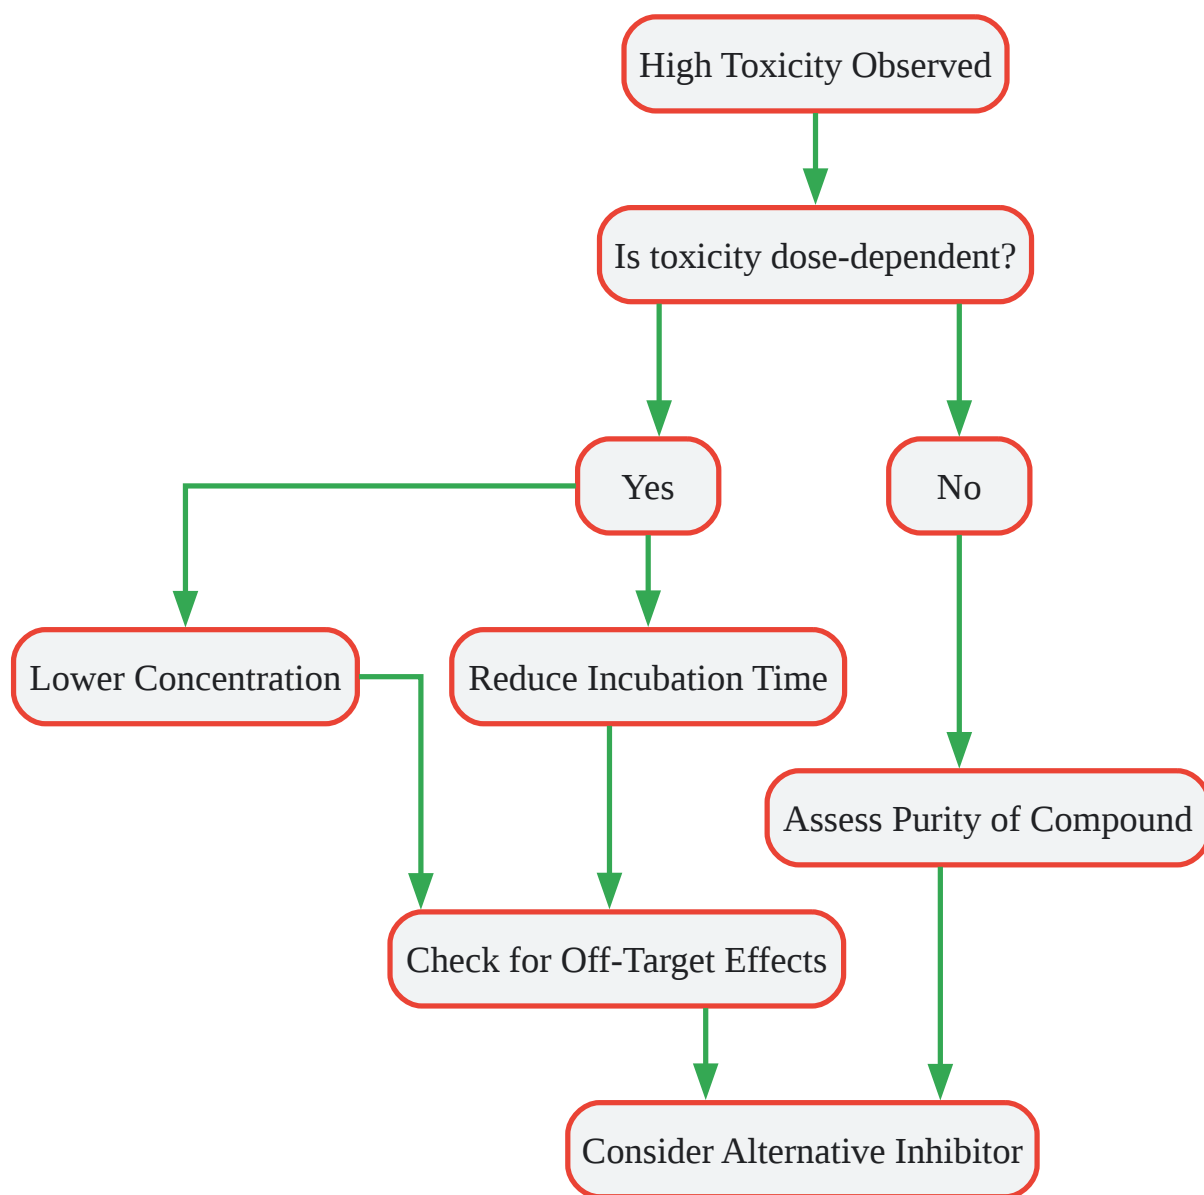 High Toxicity Observed
Is toxicity dose-dependent?
Yes
No
Lower Concentration
Reduce Incubation Time
Assess Purity of Compound
Check for Off-Target Effects
Consider Alternative Inhibitor